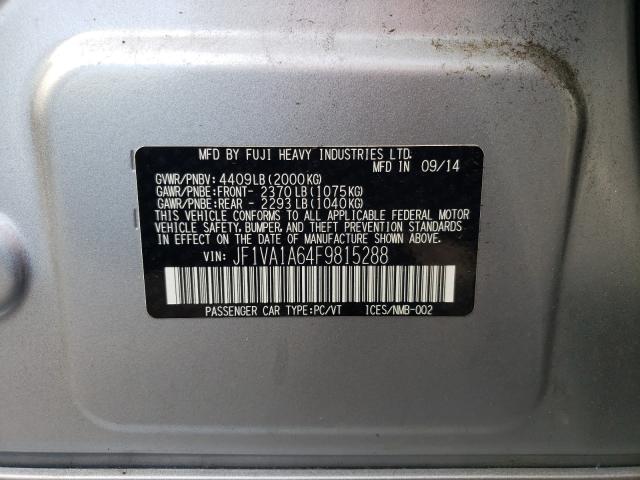 MFD BY FUJI HEAVY INDUSTRIES LTD.
MFD IN 09/14
GVWR/PNBV: 4409LB(2000KG)
GAWR/PNBE:FRONT- 2370LB(1075KG)
GAWR/PNBE:REAR - 2293LB(1040KG)
THIS VEHICLE CONFORMS TO ALL APPLICABLE FEDERAL MOTOR
VEHICLE SAFETY, BUMPER, AND THEFT PREVENTION STANDARDS
IN EFFECT ON THE DATE OF MANUFACTURE SHOWN ABOVE.
VIN: JF1VA1A64F9815288
PASSENGER CAR TYPE:PC/VT ICES/NMB-002